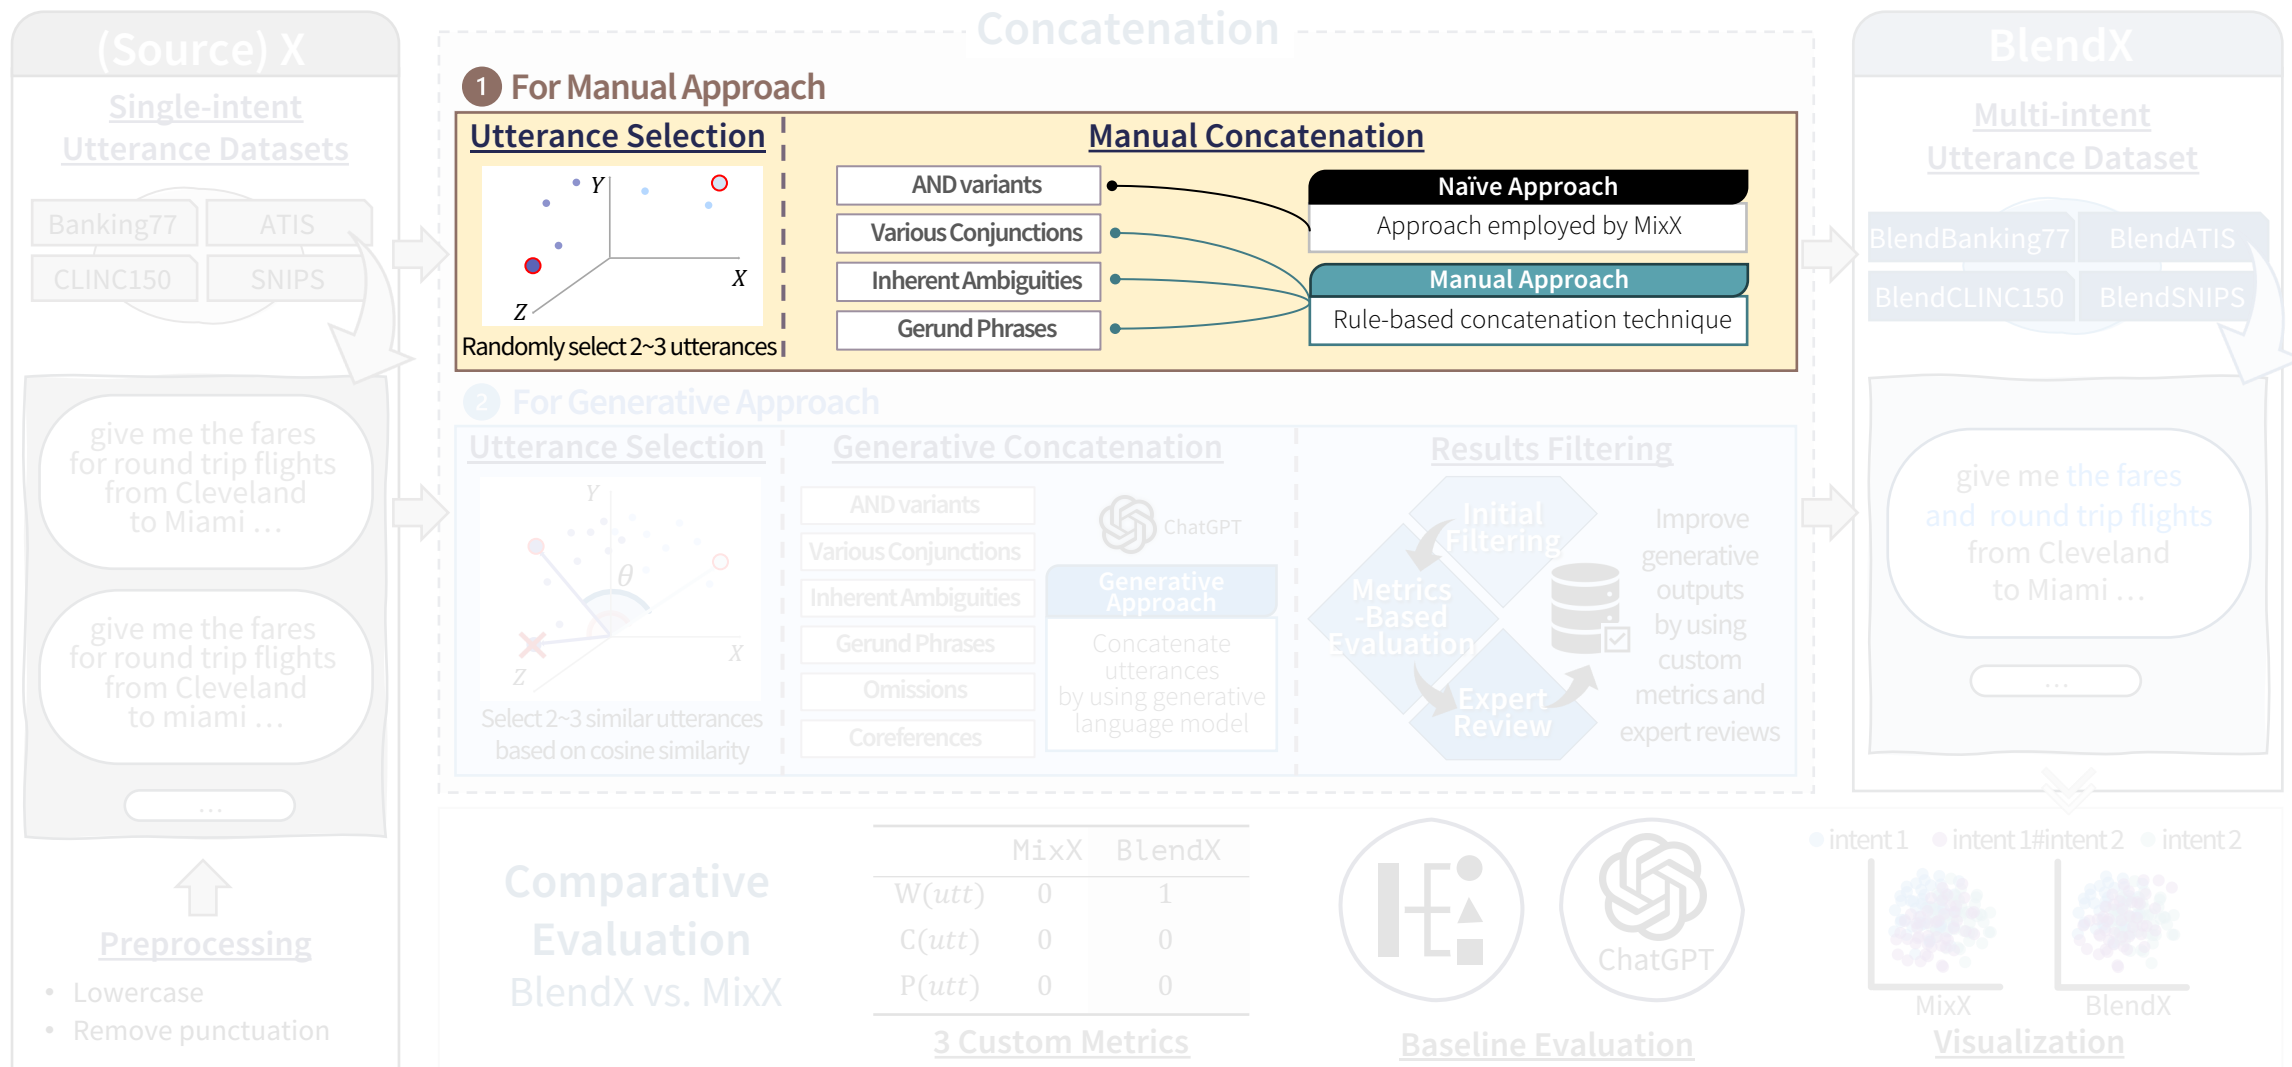 Concatenation
(Source) X
Single-intent
Utterance Datasets
Banking77
ATIS
CLINC150
SNIPS
give me the fares
for round trip flights
from Cleveland
to Miami ...
give me the fares
for round trip flights
from Cleveland
to miami ...
...
Preprocessing
• Lowercase
• Remove punctuation
1 For Manual Approach
Utterance Selection
Y
X
Z
Randomly select 2~3 utterances
Manual Concatenation
AND variants
Various Conjunctions
Inherent Ambiguities
Gerund Phrases
Naïve Approach
Approach employed by MixX
Manual Approach
Rule-based concatenation technique
2 For Generative Approach
Utterance Selection
Y
θ
X
Z
Select 2~3 similar utterances
based on cosine similarity
Generative Concatenation
AND variants
Various Conjunctions
Inherent Ambiguities
Gerund Phrases
Omissions
Coreferences
ChatGPT
Generative
Approach
Concatenate
utterances
by using generative
language model
Results Filtering
Initial
Filtering
Metrics
-Based
Evaluation
Expert
Review
Improve
generative
outputs
by using
custom
metrics and
expert reviews
BlendX
Multi-intent
Utterance Dataset
BlendBanking77
BlendATIS
BlendCLINC150
BlendSNIPS
give me the fares
and round trip flights
from Cleveland
to Miami ...
...
Comparative
Evaluation
BlendX vs. MixX
MixX BlendX
W(utt) 0 1
C(utt) 0 0
P(utt) 0 0
3 Custom Metrics
ChatGPT
Baseline Evaluation
intent 1 intent 1#intent 2 intent 2
MixX
BlendX
Visualization